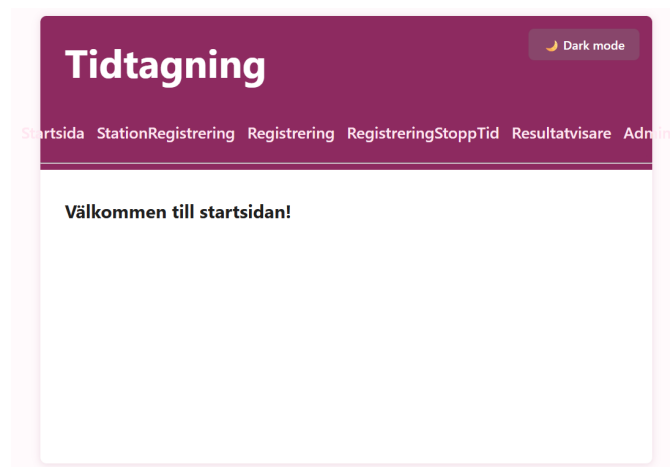 Tidtagning
🌙 Dark mode
Startsida StationRegistrering Registrering RegistreringStoppTid Resultatvisare Admin
Välkommen till startsidan!